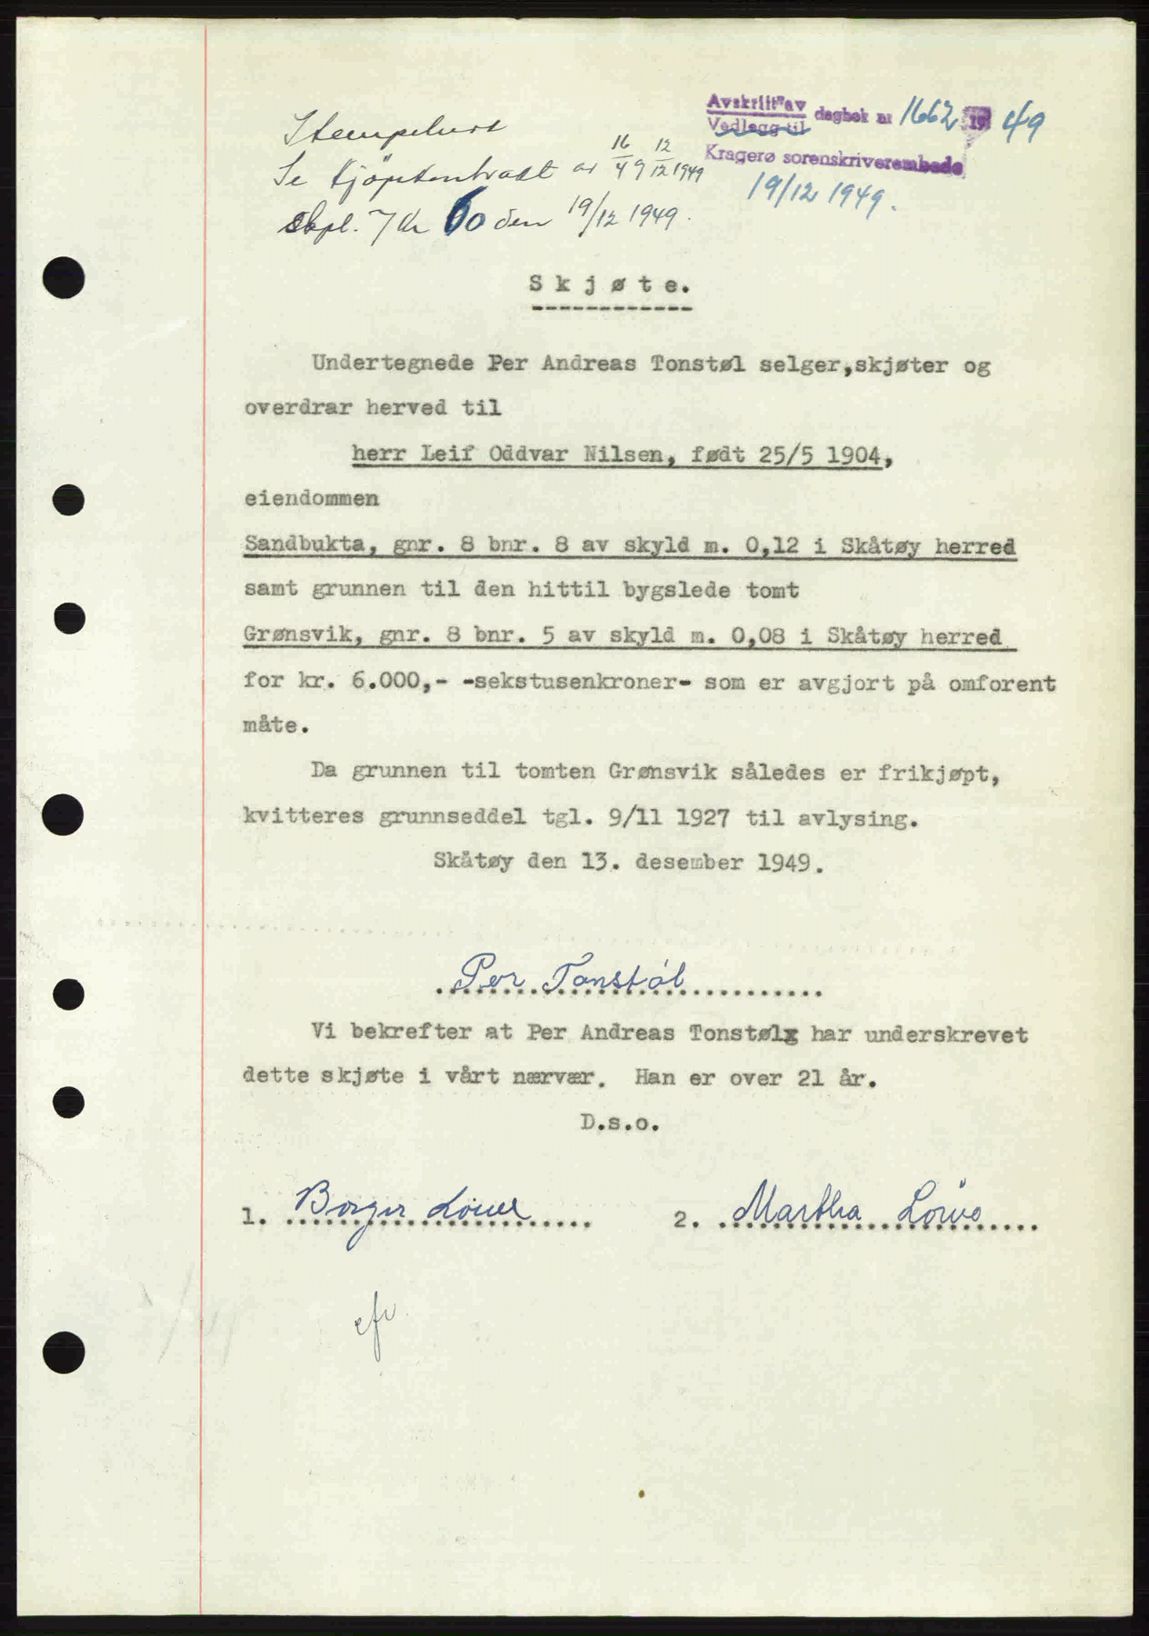 Avskrift av
Vedlegg til dagbok nr 1662 19 49
Kragerø sorenskriverembede
19/12 1949.
Se Kjøpekontrakt av 16/4 49 12/12 1949
7 kr 60 den 19/12 1949.
Skjøte.
Undertegnede Per Andreas Tonstøl selger,skjøter og
overdrar herved til
herr Leif Oddvar Nilsen, født 25/5 1904,
eiendommen
Sandbukta, gnr. 8 bnr. 8 av skyld m. 0,12 i Skåtøy herred
samt grunnen til den hittil bygslede tomt
Grønsvik, gnr. 8 bnr. 5 av skyld m. 0,08 i Skåtøy herred
for kr. 6.000,- -sekstusenkroner- som er avgjort på omforent
måte.
Da grunnen til tomten Grønsvik således er frikjøpt,
kvitteres grunnseddel tgl. 9/11 1927 til avlysing.
Skåtøy den 13. desember 1949.
Per Tonstøl
Vi bekrefter at Per Andreas Tonstølx har underskrevet
dette skjøte i vårt nærvær. Han er over 21 år.
D.s.o.
1. Borger 2. Martha